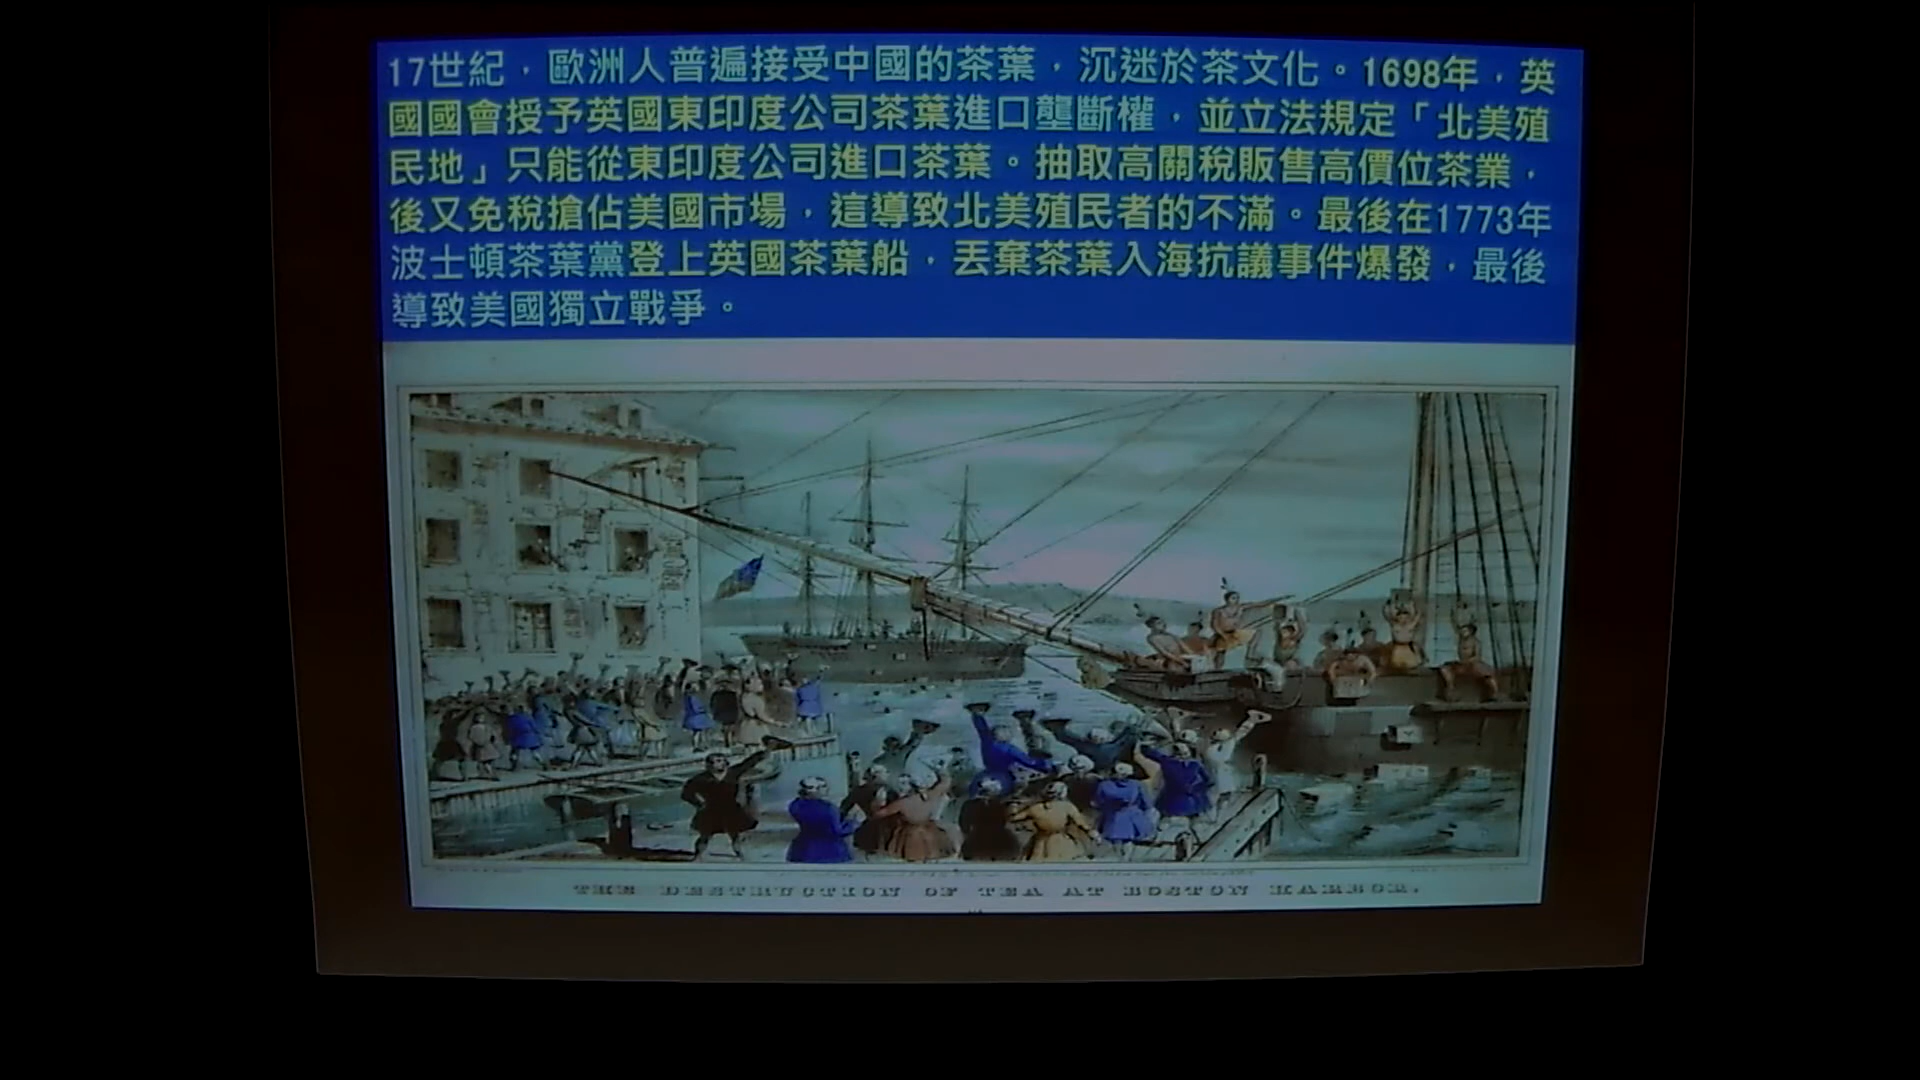 17世紀，歐洲人普遍接受中國的茶葉，沉迷於茶文化。1698年，英
國國會授予英國東印度公司茶葉進口壟斷權，並立法規定「北美殖
民地」只能從東印度公司進口茶葉。抽取高關稅販售高價位茶業，
後又免稅搶佔美國市場，這導致北美殖民者的不滿。最後在1773年
波士頓茶葉黨登上英國茶葉船，丟棄茶葉入海抗議事件爆發，最後
導致美國獨立戰爭。
THE DESTRUCTION OF TEA AT BOSTON HARBOR.